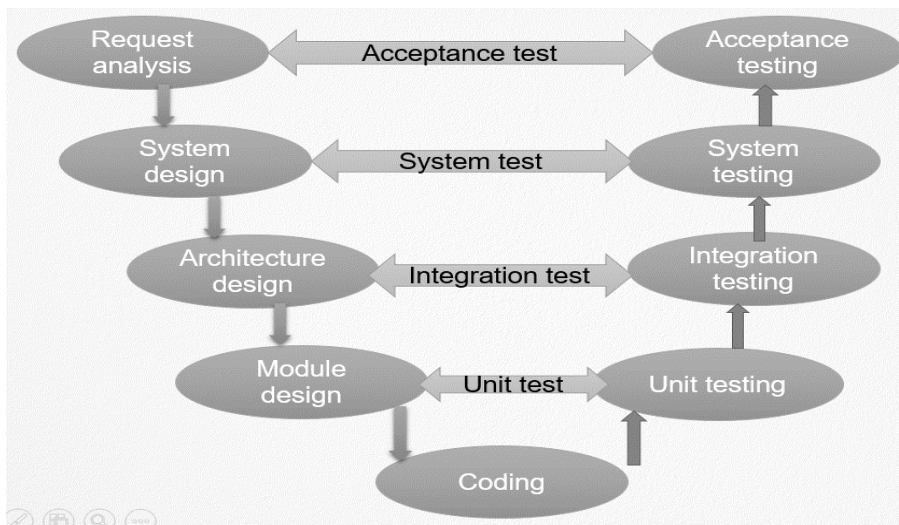 Request
analysis
Acceptance test
Acceptance
testing
System
design
System test
System
testing
Architecture
design
Integration test
Integration
testing
Module
design
Unit test
Unit testing
Coding